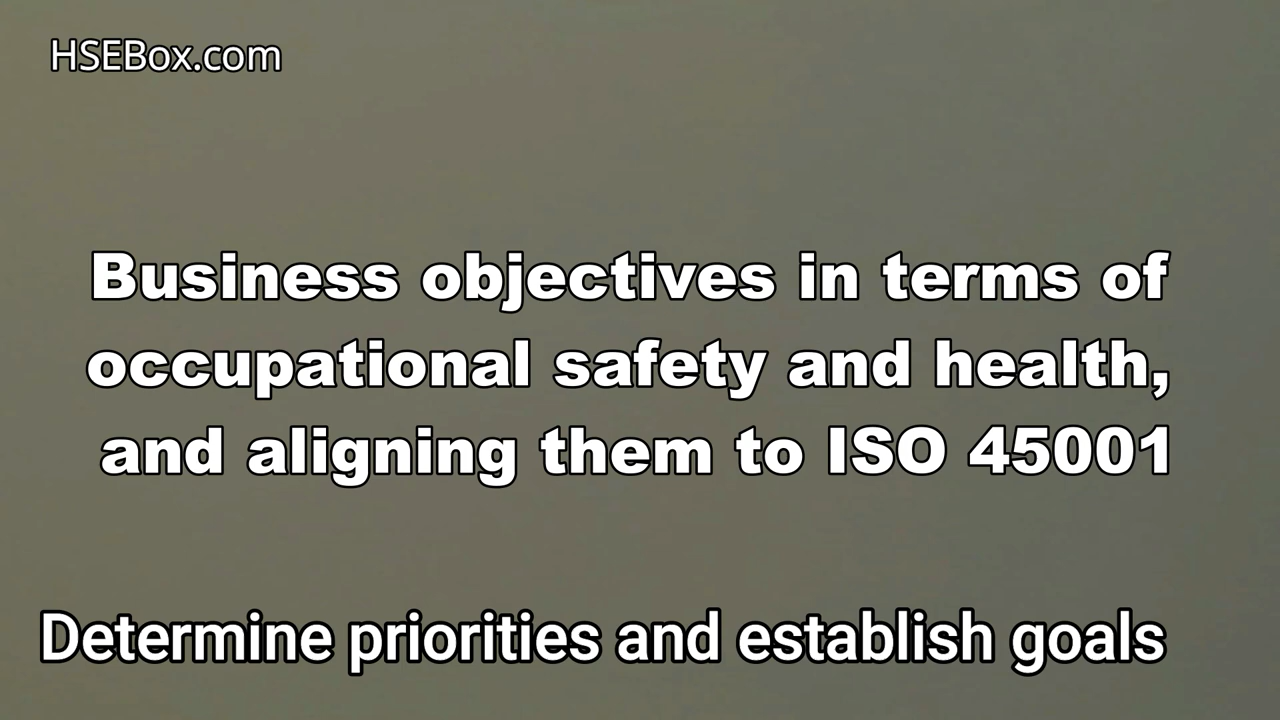 HSEBox.com
Business objectives in terms of
occupational safety and health,
and aligning them to ISO 45001
Determine priorities and establish goals